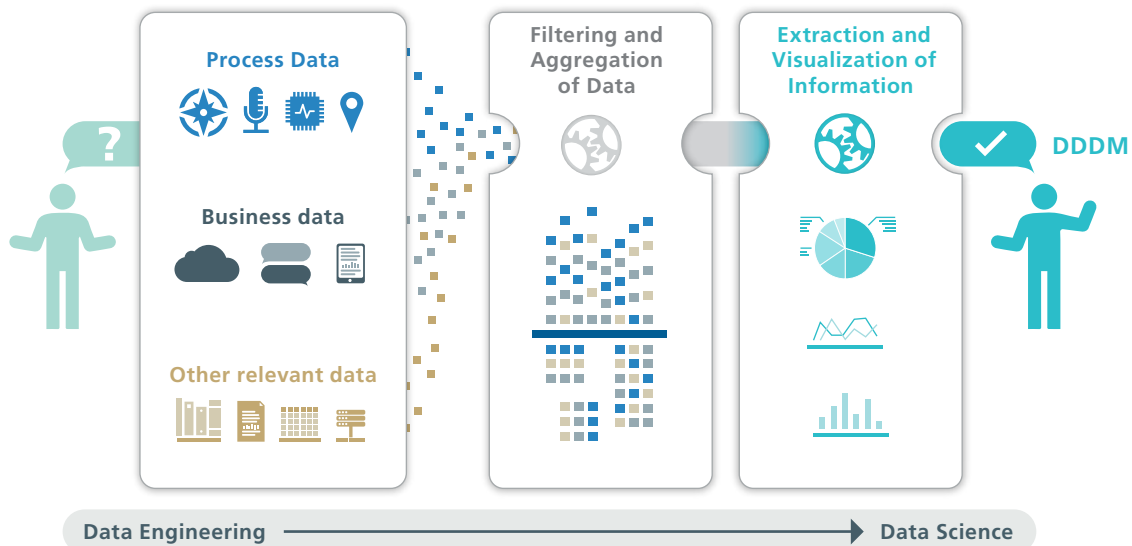 Process Data
Business data
Other relevant data
Filtering and
Aggregation
of Data
Extraction and
Visualization of
Information
?
DDDM
Data Engineering
Data Science